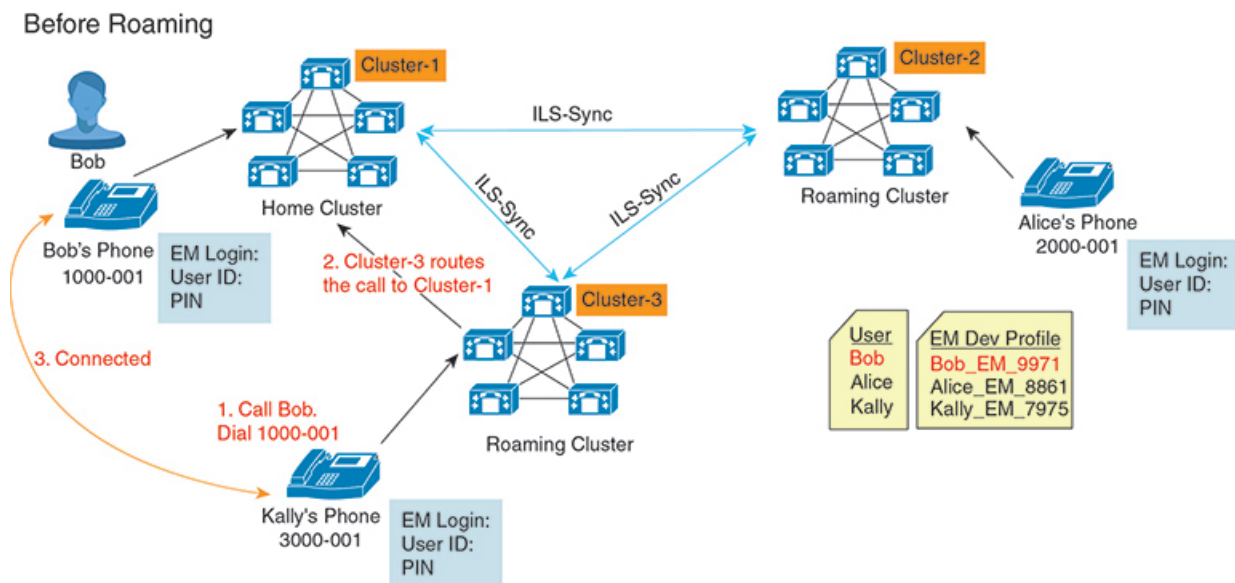 Before Roaming
Cluster-1
Cluster-2
Bob
ILS-Sync
ILS-Sync
ILS-Sync
Home Cluster
Roaming Cluster
Bob's Phone
1000-001
EM Login:
User ID:
PIN
Alice's Phone
2000-001
EM Login:
User ID:
PIN
2. Cluster-3 routes
the call to Cluster-1
Cluster-3
3. Connected
1. Call Bob.
Dial 1000-001
Roaming Cluster
User
Bob
Alice
Kally
EM Dev Profile
Bob_EM_9971
Alice_EM_8861
Kally_EM_7975
Kally's Phone
3000-001
EM Login:
User ID:
PIN